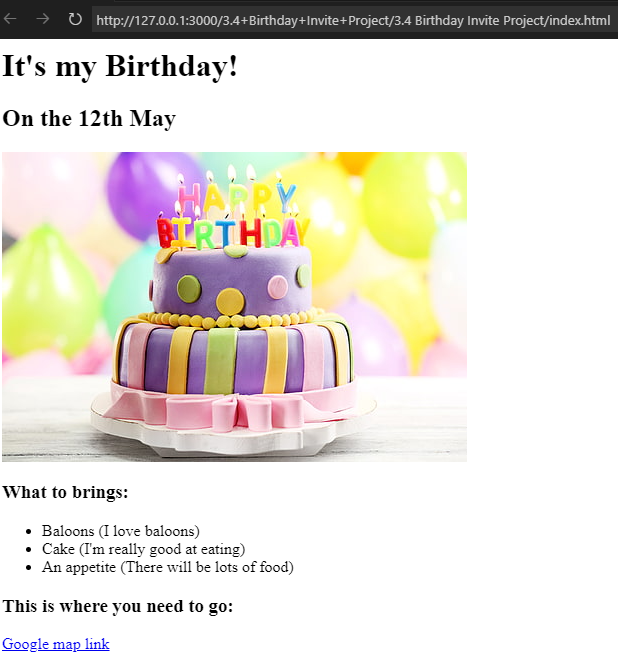 http://127.0.0.1:3000/3.4+Birthday+Invite+Project/3.4 Birthday Invite Project/index.html
It's my Birthday!
On the 12th May
HAPPY
BIRTHDAY
What to brings:
Baloons (I love baloons)
Cake (I'm really good at eating)
An appetite (There will be lots of food)
This is where you need to go:
Google map link